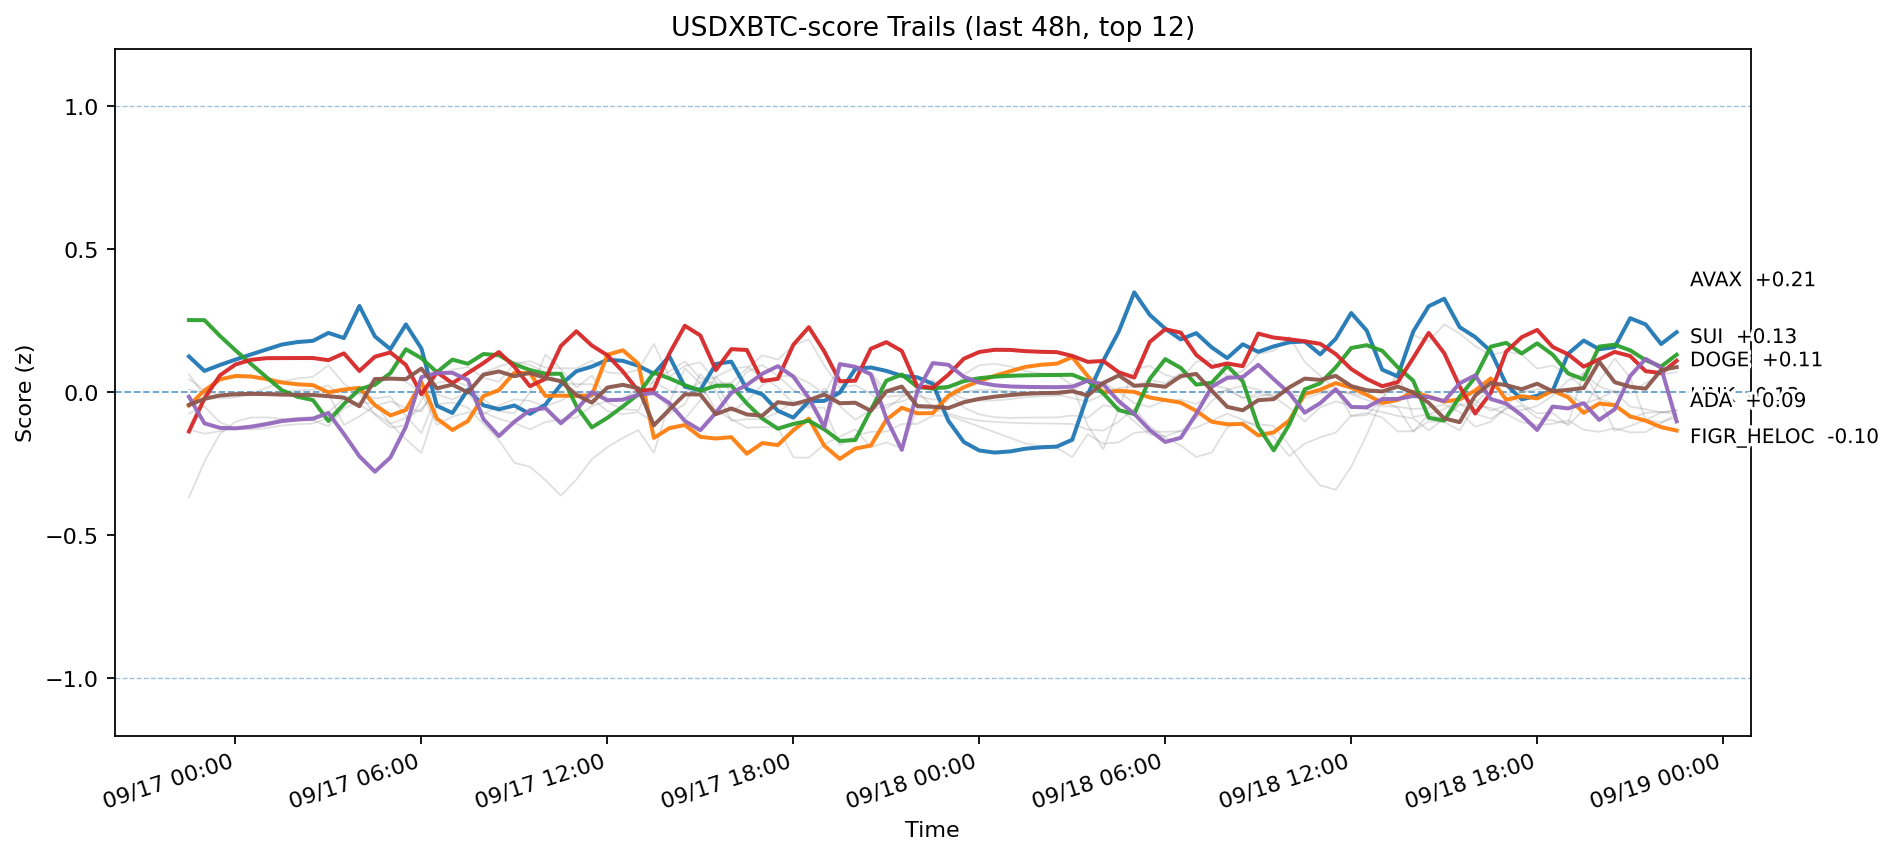 USDXBTC-score Trails (last 48h, top 12)
Score (z)
1.0
0.5
0.0
−0.5
−1.0
AVAX +0.21
SUI +0.13
DOGE +0.11
ADA +0.09
FIGR_HELOC -0.10
09/17 00:00
09/17 06:00
09/17 12:00
09/17 18:00
09/18 00:00
09/18 06:00
09/18 12:00
09/18 18:00
09/19 00:00
Time